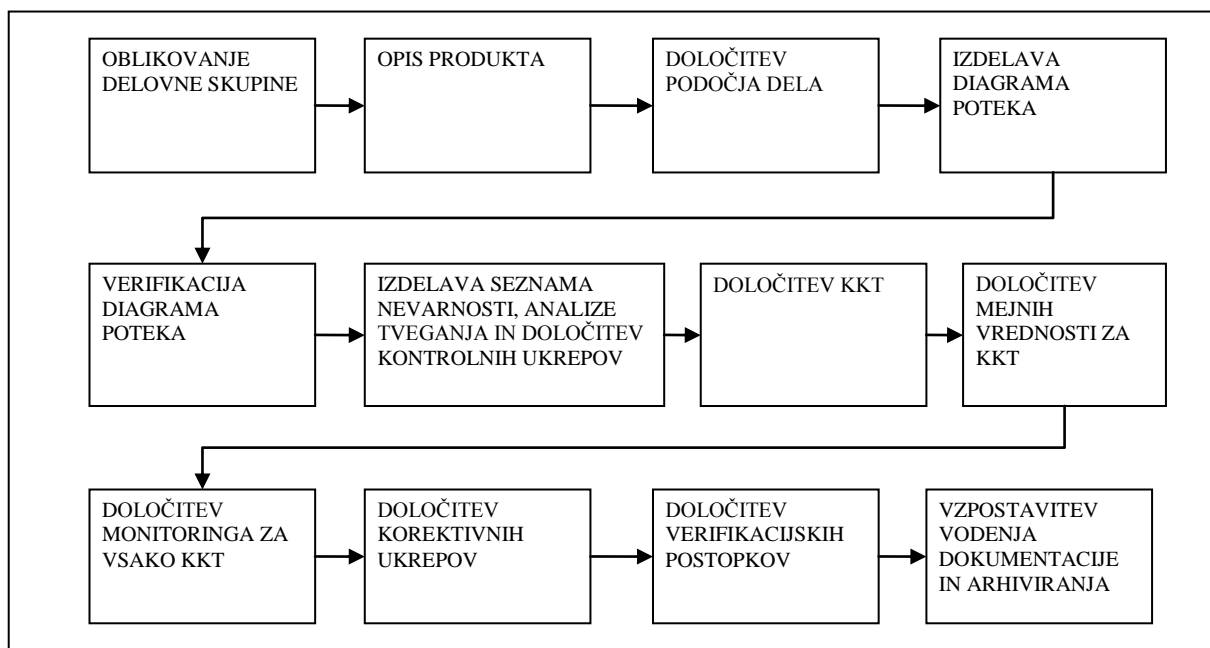 OBLIKOVANJE
DELOVNE SKUPINE
OPIS PRODUKTA
DOLOČITEV
PODOČJA DELA
IZDELAVA
DIAGRAMA
POTEKA
VERIFIKACIJA
DIAGRAMA
POTEKA
IZDELAVA SEZNAMA
NEVARNOSTI, ANALIZE
TVEGANJA IN DOLOČITEV
KONTROLNIH UKREPOV
DOLOČITEV KKT
DOLOČITEV
MEJNIH
VREDNOSTI ZA
KKT
DOLOČITEV
MONITORINGA ZA
VSAKO KKT
DOLOČITEV
KOREKTIVNIH
UKREPOV
DOLOČITEV
VERIFIKACIJSKIH
POSTOPKOV
VZPOSTAVITEV
VODENJA
DOKUMENTACIJE
IN ARHIVIRANJA